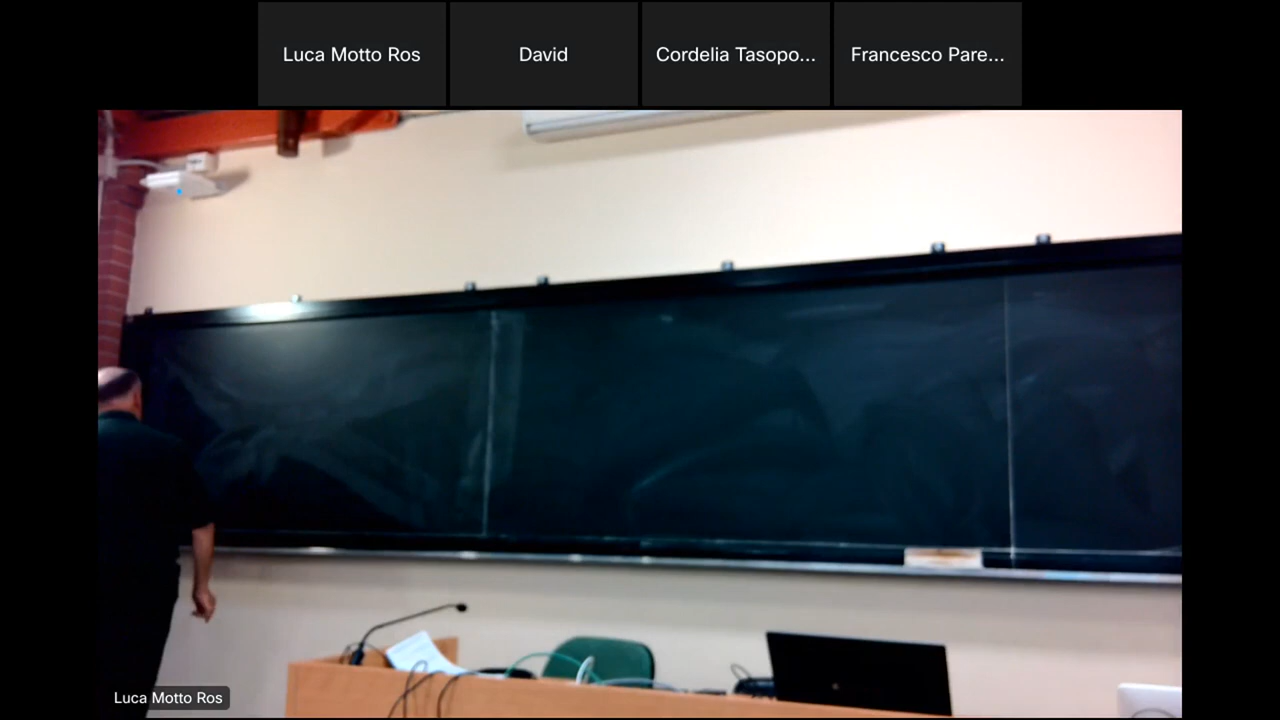 Luca Motto Ros
David
Cordelia Tasopo...
Francesco Pare...
Luca Motto Ros